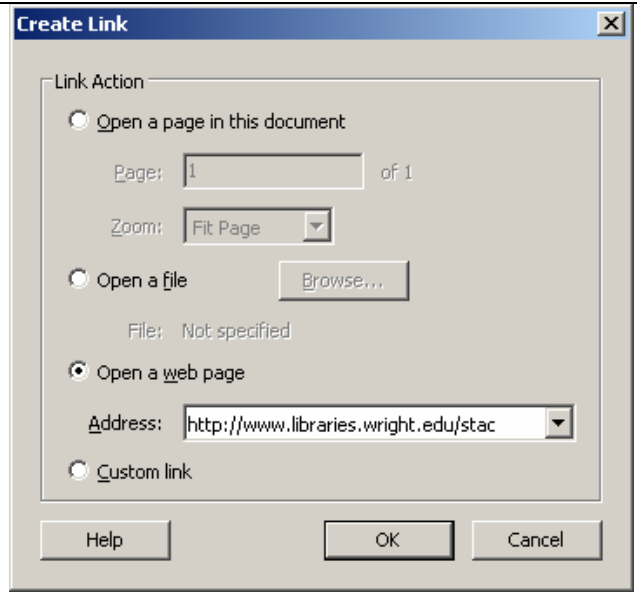 Create Link
Link Action
Open a page in this document
Page: 1 of 1
Zoom: Fit Page
Open a file Browse...
File: Not specified
Open a web page
Address: http://www.libraries.wright.edu/stac
Custom link
Help OK Cancel